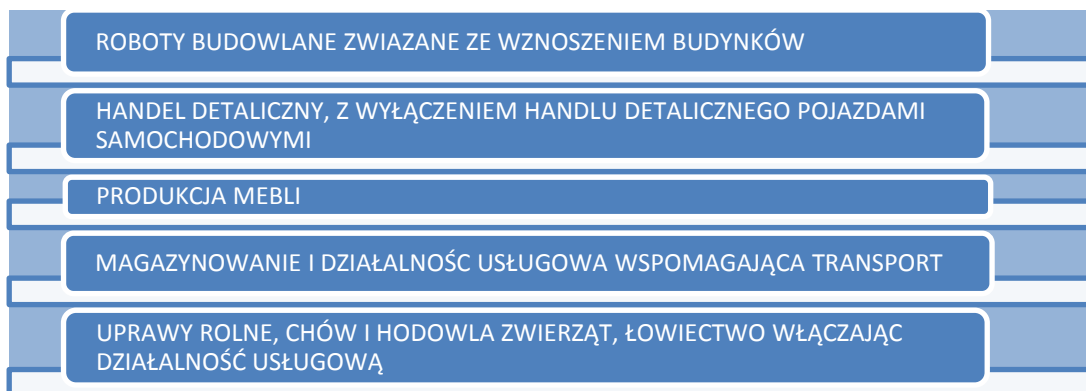 ROBOTY BUDOWLANE ZWIAZANE ZE WZNOSZENIEM BUDYNKÓW
HANDEL DETALICZNY, Z WYŁĄCZENIEM HANDLU DETALICZNEGO POJAZDAMI
SAMOCHODOWYMI
PRODUKCJA MEBLI
MAGAZYNOWANIE I DZIAŁALNOŚC USŁUGOWA WSPOMAGAJĄCA TRANSPORT
UPRAWY ROLNE, CHÓW I HODOWLA ZWIERZĄT, ŁOWIECTWO WŁĄCZAJĄC
DZIAŁALNOŚĆ USŁUGOWĄ